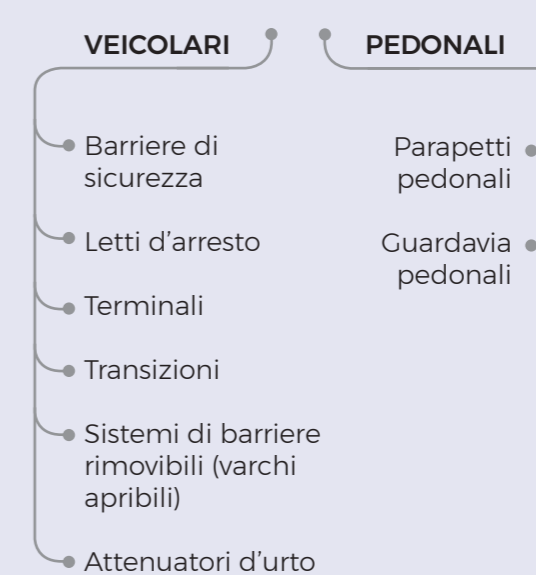 VEICOLARI
Barriere di
sicurezza
Letti d’arresto
Terminali
Transizioni
Sistemi di barriere
rimovibili (varchi
apribili)
Attenuatori d’urto
PEDONALI
Parapetti
pedonali
Guardavia
pedonali